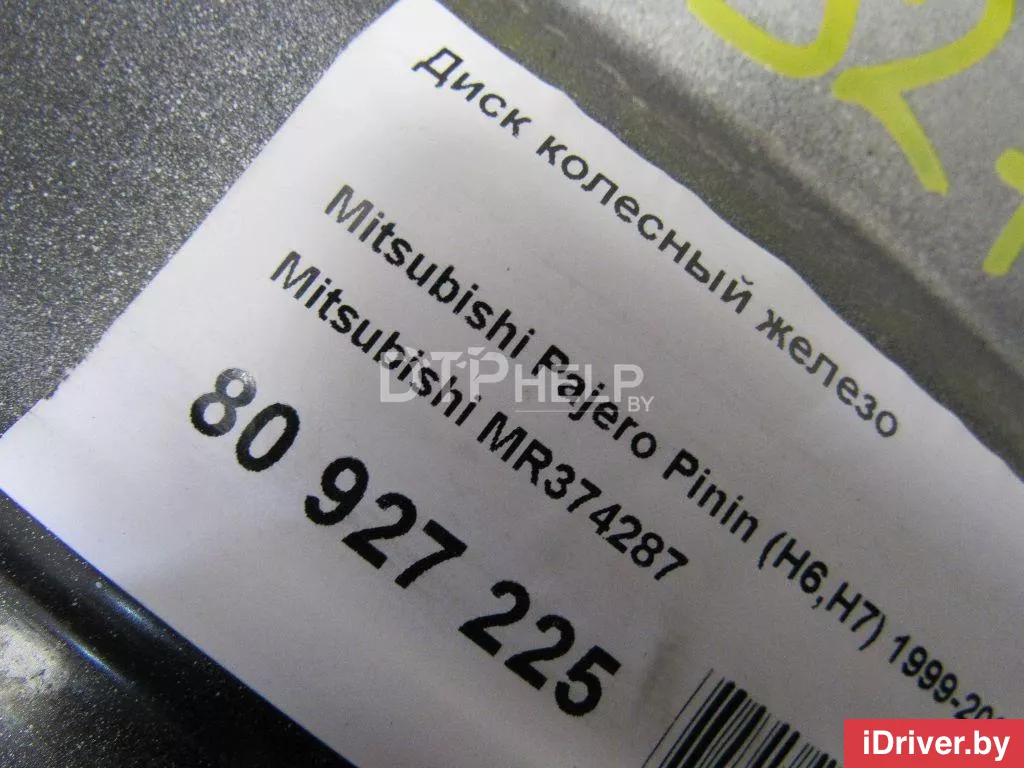 Диск колесный железо
Mitsubishi Pajero Pinin (H6,H7) 1999-20
Mitsubishi MR374287
80 927 225
DTPHELP
BY
iDriver.by